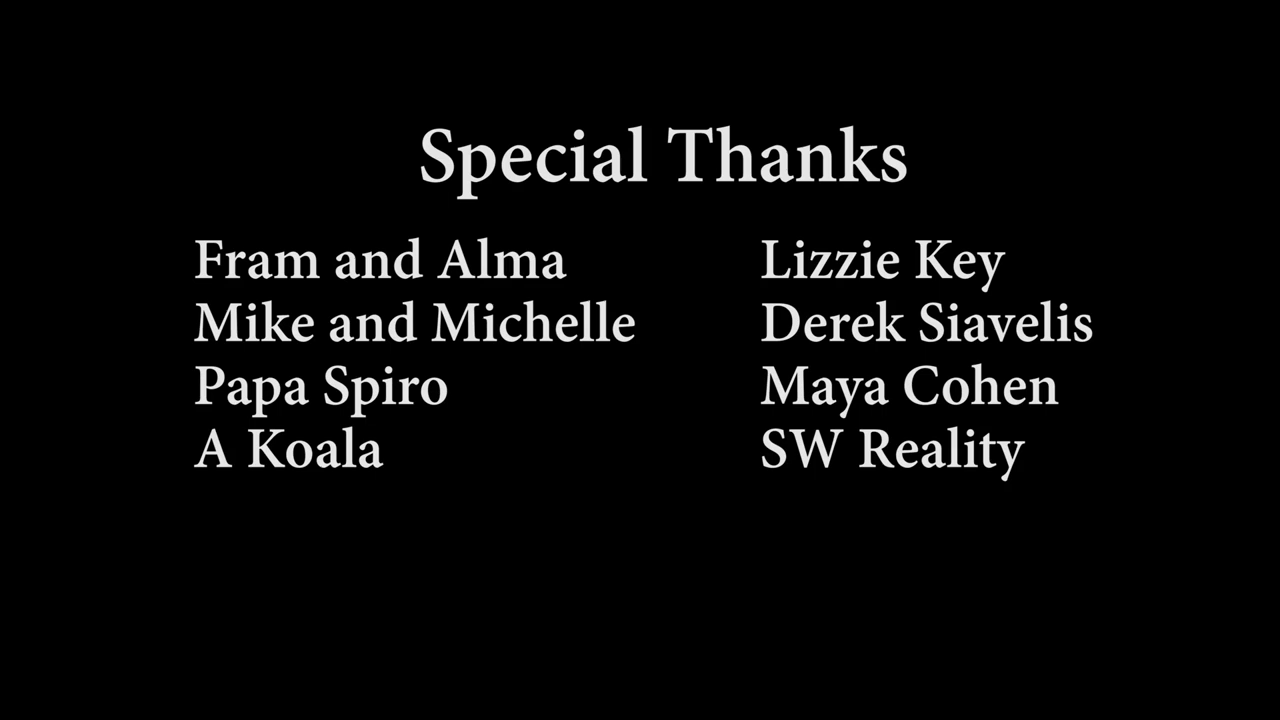 Special Thanks
Fram and Alma
Mike and Michelle
Papa Spiro
A Koala
Lizzie Key
Derek Siavelis
Maya Cohen
SW Reality